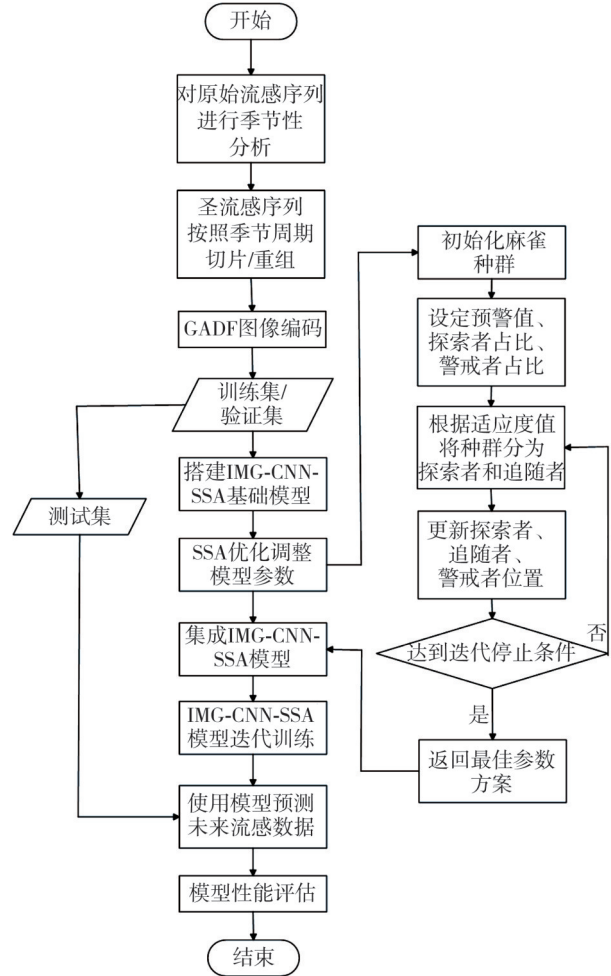 开始
对原始流感序列
进行季节性
分析
圣流感序列
按照季节周期
切片/重组
GADF图像编码
训练集/
验证集
搭建IMG-CNN-
SSA基础模型
测试集
SSA优化调整
模型参数
集成IMG-CNN-
SSA模型
IMG-CNN-SSA
模型迭代训练
使用模型预测
未来流感数据
模型性能评估
结束
初始化麻雀
种群
设定预警值、
探索者占比、
警戒者占比
根据适应度值
将种群分为
探索者和追随者
更新探索者、
追随者、
警戒者位置
达到迭代停止条件
否
是
返回最佳参数
方案